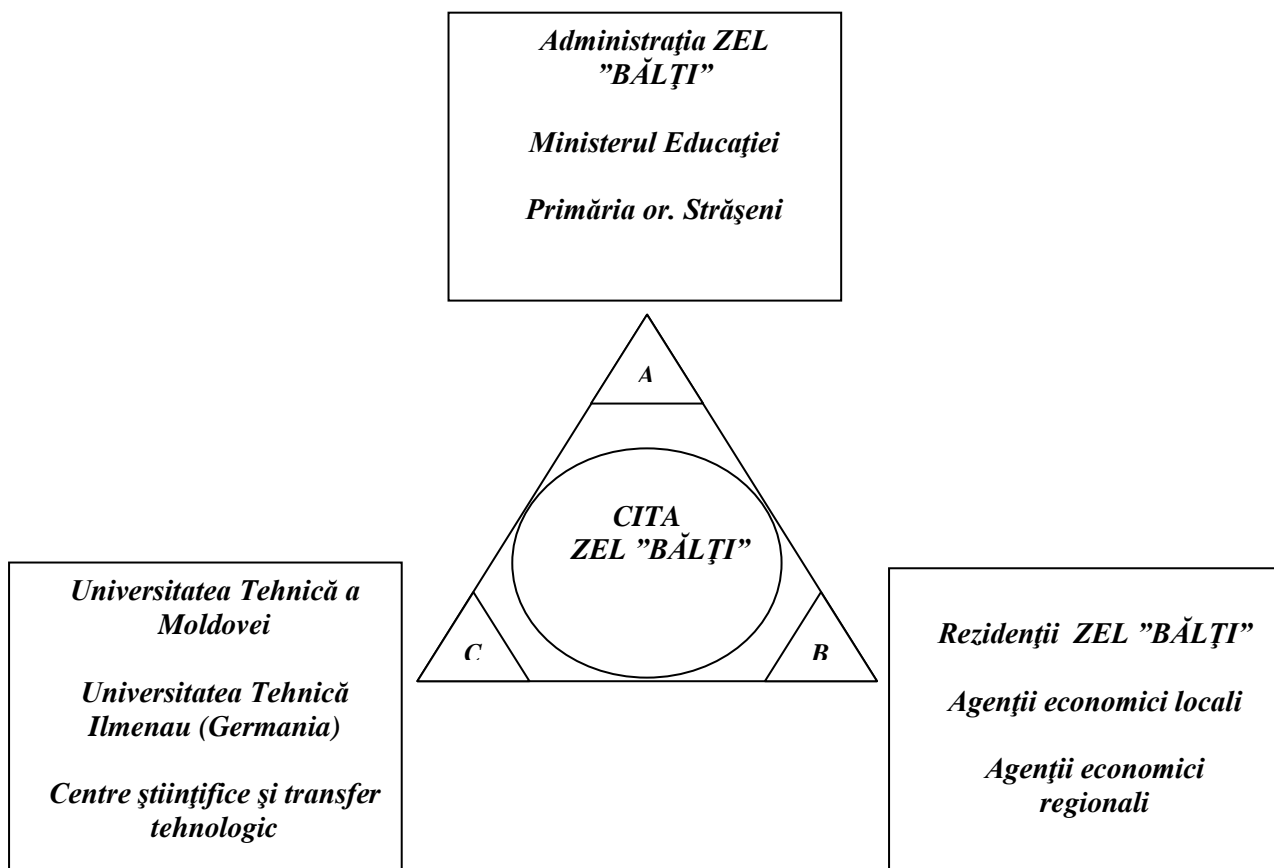 Administraţia ZEL
”BĂLŢI”
Ministerul Educaţiei
Primăria or. Străşeni
A
CITA
ZEL ”BĂLŢI”
Universitatea Tehnică a
Moldovei
Universitatea Tehnică
Ilmenau (Germania)
Centre ştiinţifice şi transfer
tehnologic
C
B
Rezidenţii ZEL ”BĂLŢI”
Agenţii economici locali
Agenţii economici
regionali